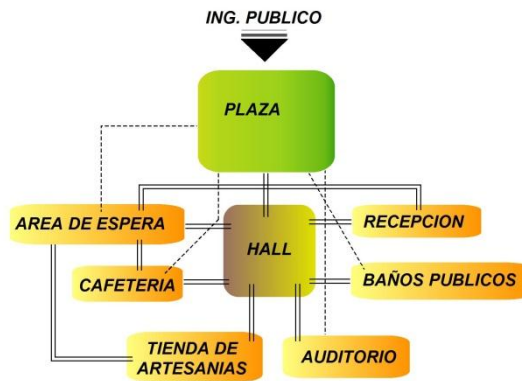 ING. PUBLICO
PLAZA
AREA DE ESPERA
RECEPCION
HALL
CAFETERIA
BAÑOS PUBLICOS
TIENDA DE
ARTESANIAS
AUDITORIO